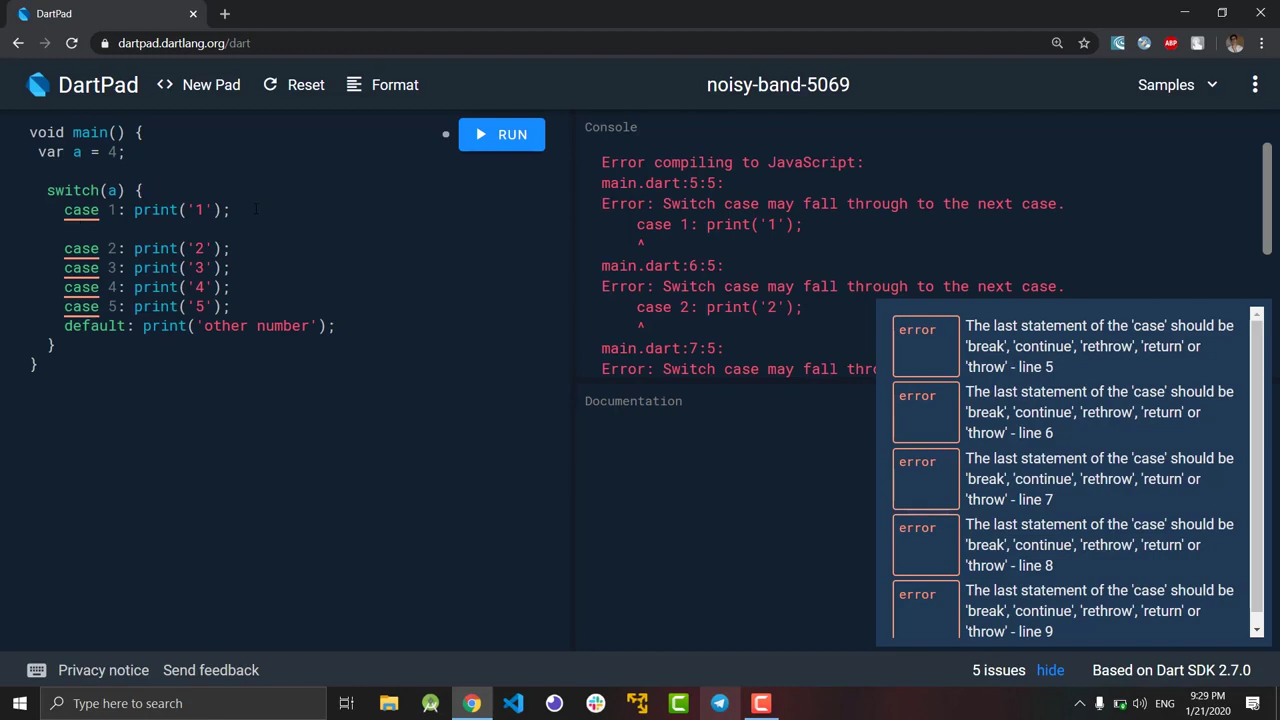 DartPad
dartpad.dartlang.org/dart
ABP
DartPad
<> New Pad
Reset
Format
noisy-band-5069
Samples
void main() {
var a = 4;
switch(a) {
case 1: print('1');
case 2: print('2');
case 3: print('3');
case 4: print('4');
case 5: print('5');
default: print('other number');
}
}
RUN
Console
Error compiling to JavaScript:
main.dart:5:5:
Error: Switch case may fall through to the next case.
case 1: print('1');
^
main.dart:6:5:
Error: Switch case may fall through to the next case.
case 2: print('2');
^
main.dart:7:5:
Error: Switch case may fall through
Documentation
error
The last statement of the 'case' should be
'break', 'continue', 'rethrow', 'return' or
'throw' - line 5
error
The last statement of the 'case' should be
'break', 'continue', 'rethrow', 'return' or
'throw' - line 6
error
The last statement of the 'case' should be
'break', 'continue', 'rethrow', 'return' or
'throw' - line 7
error
The last statement of the 'case' should be
'break', 'continue', 'rethrow', 'return' or
'throw' - line 8
error
The last statement of the 'case' should be
'break', 'continue', 'rethrow', 'return' or
'throw' - line 9
Privacy notice
Send feedback
5 issues
hide
Based on Dart SDK 2.7.0
Type here to search
ENG
9:29 PM
1/21/2020